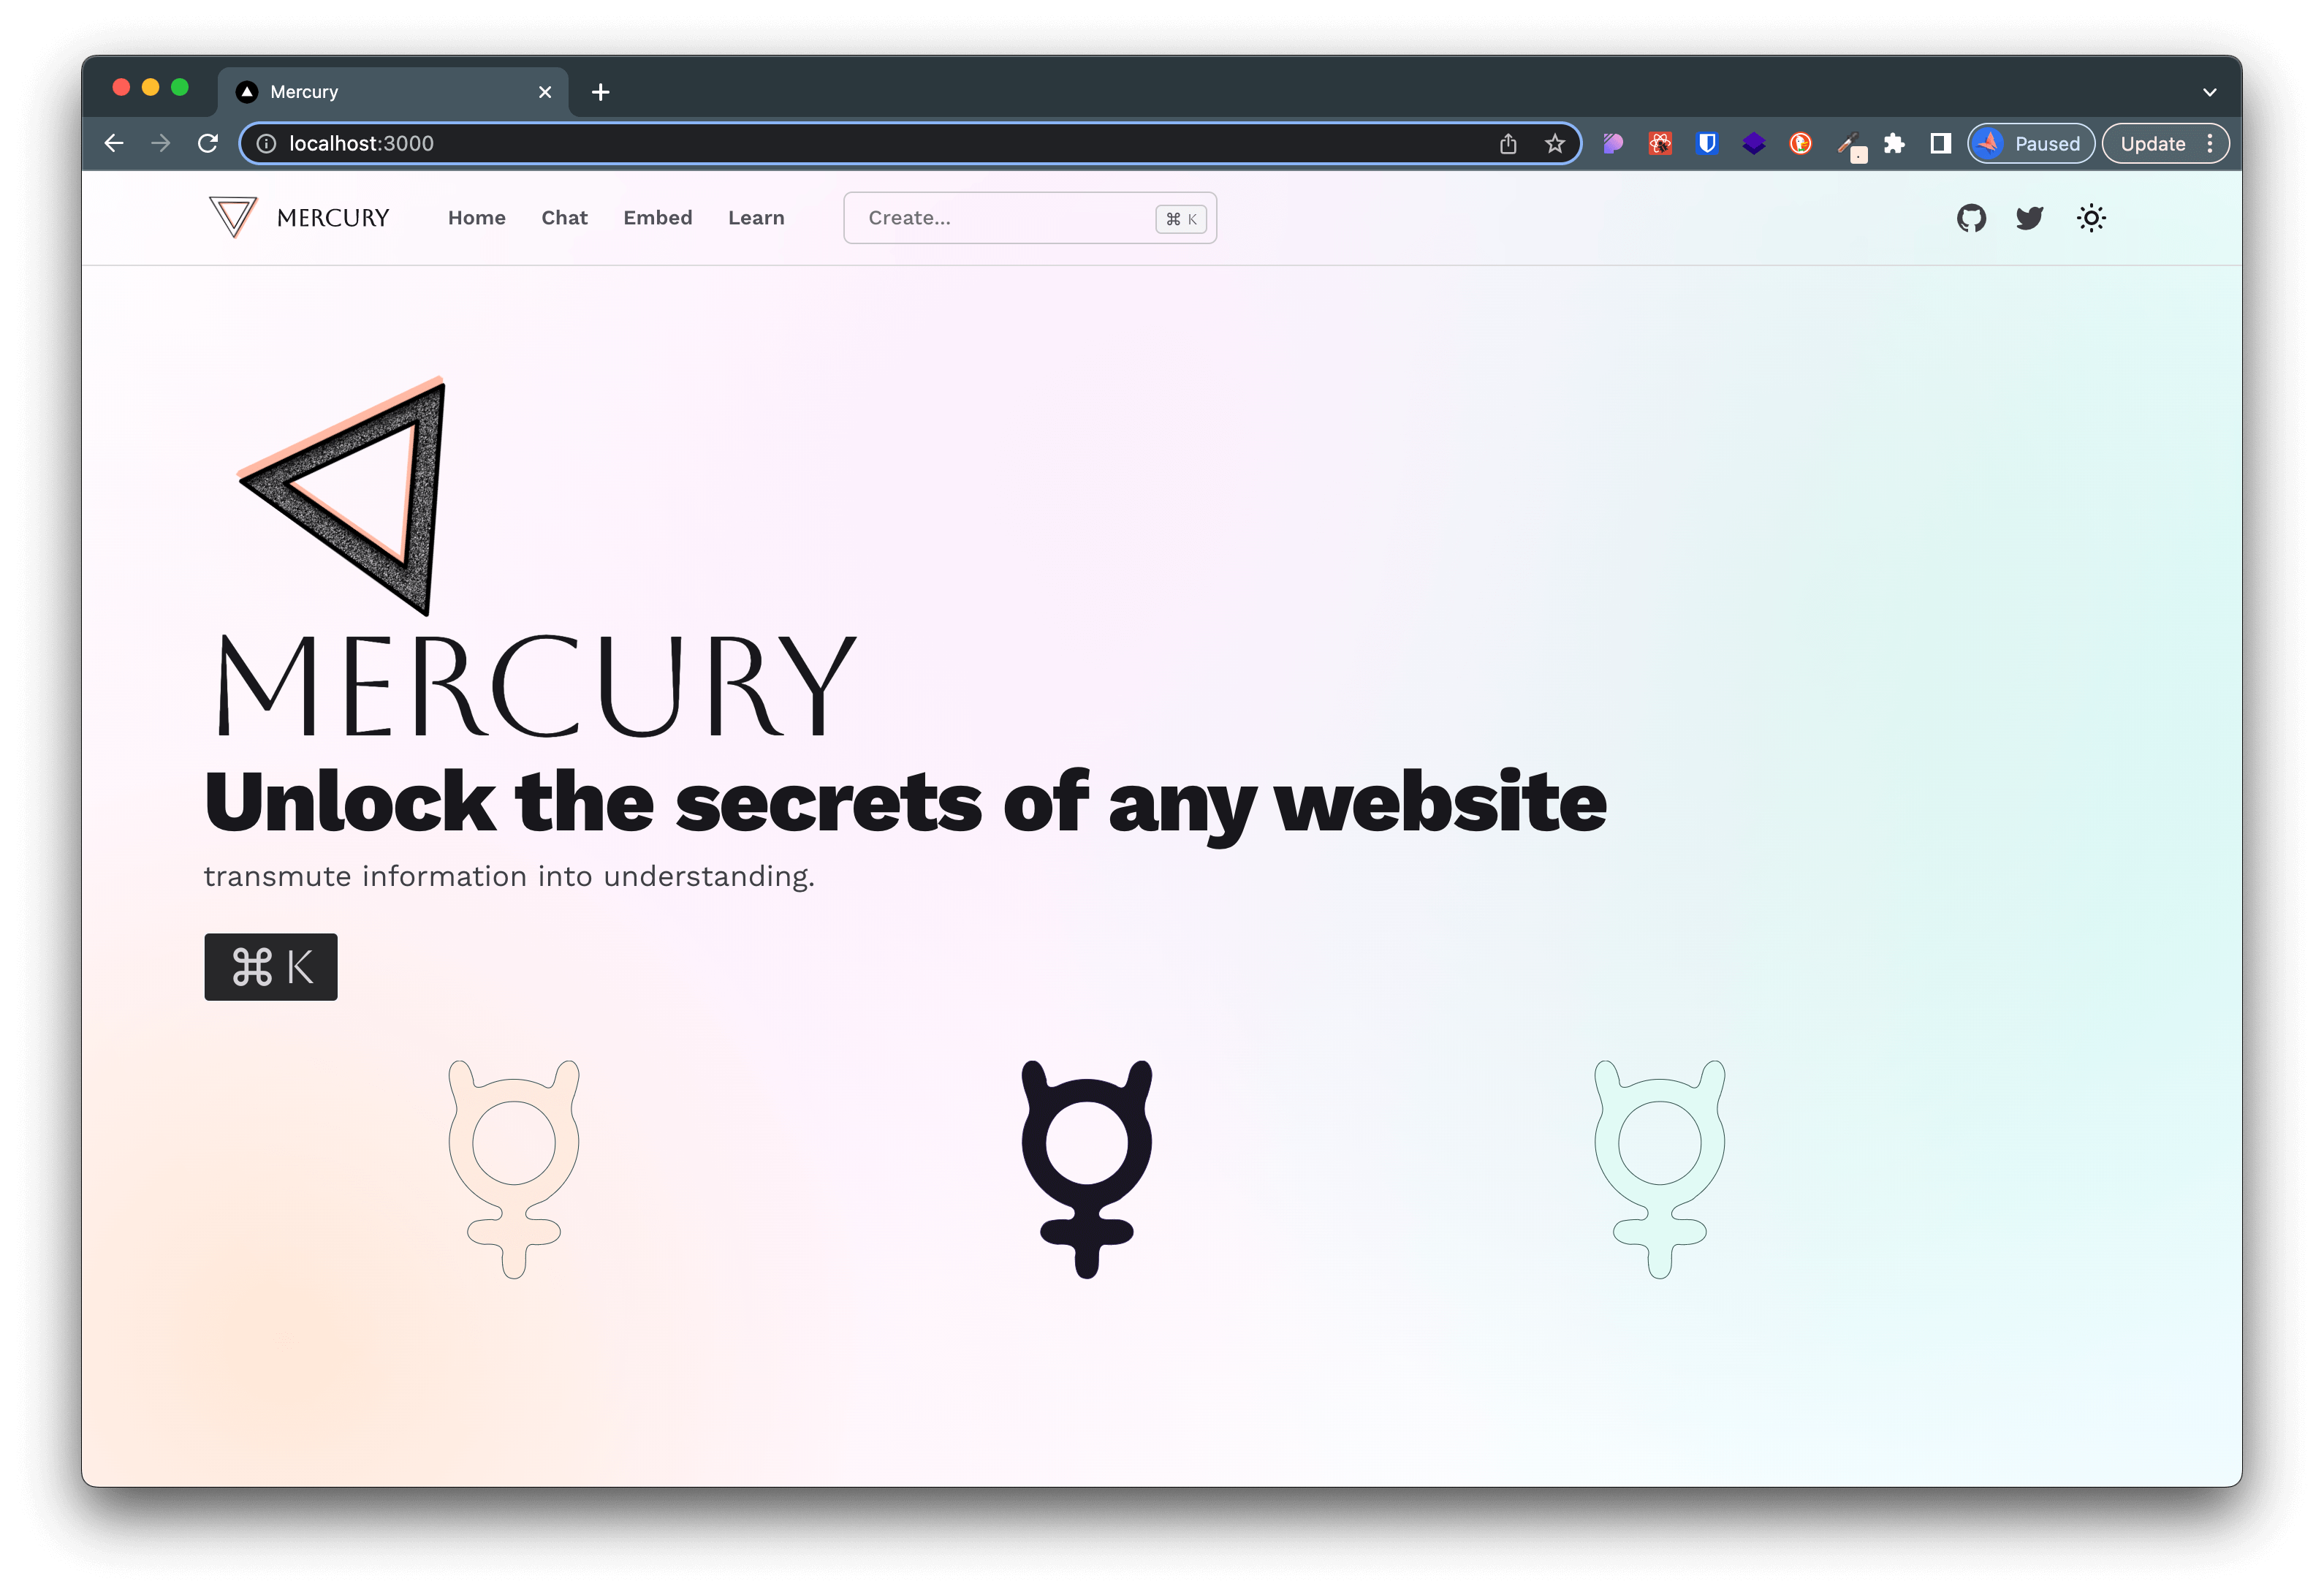 Mercury
localhost:3000
Paused
Update
MERCURY
Home Chat Embed Learn
Create...
⌘ K
MERCURY
Unlock the secrets of any website
transmute information into understanding.
⌘ K